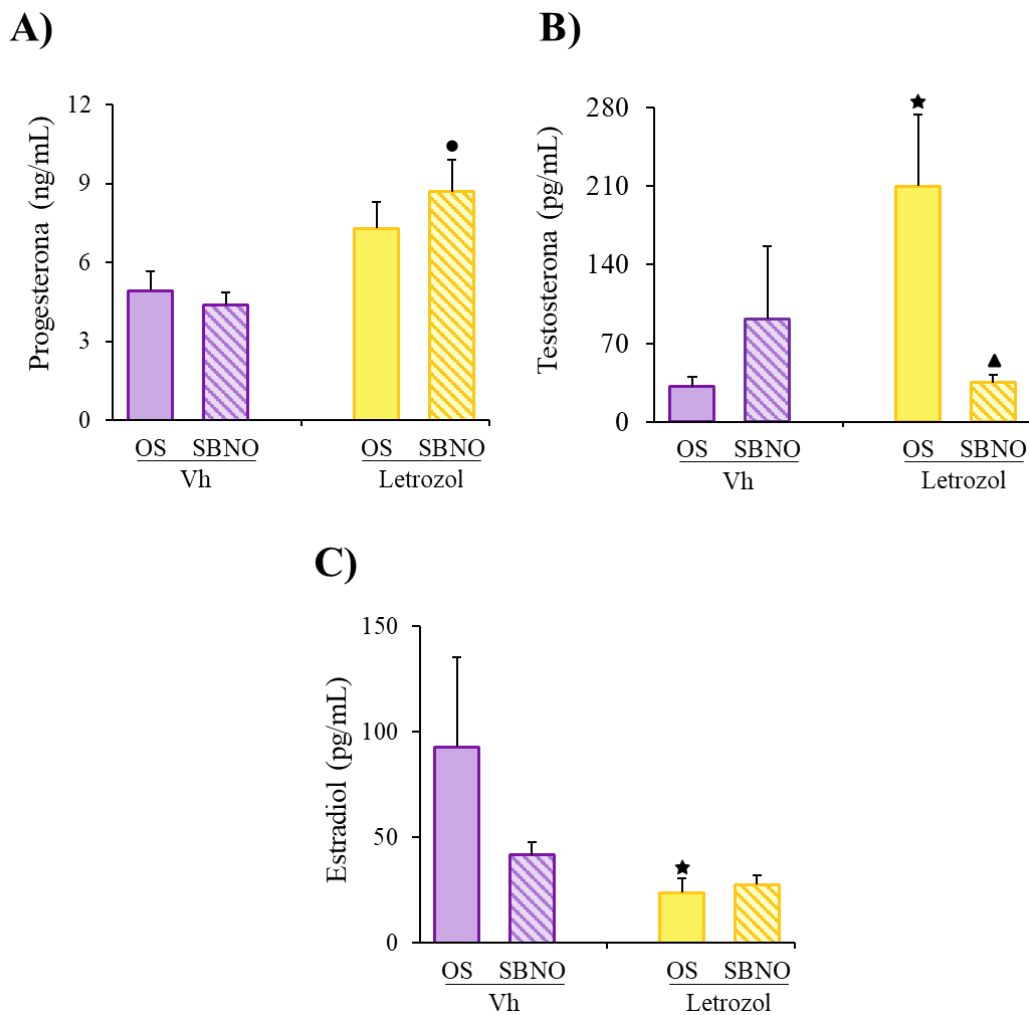 A)
Progesterona (ng/mL)
12
9
6
3
0
OS SBNO OS SBNO
Vh Letrozol
B)
Testosterona (pg/mL)
280
210
140
70
0
OS SBNO OS SBNO
Vh Letrozol
C)
Estradiol (pg/mL)
150
100
50
0
OS SBNO OS SBNO
Vh Letrozol